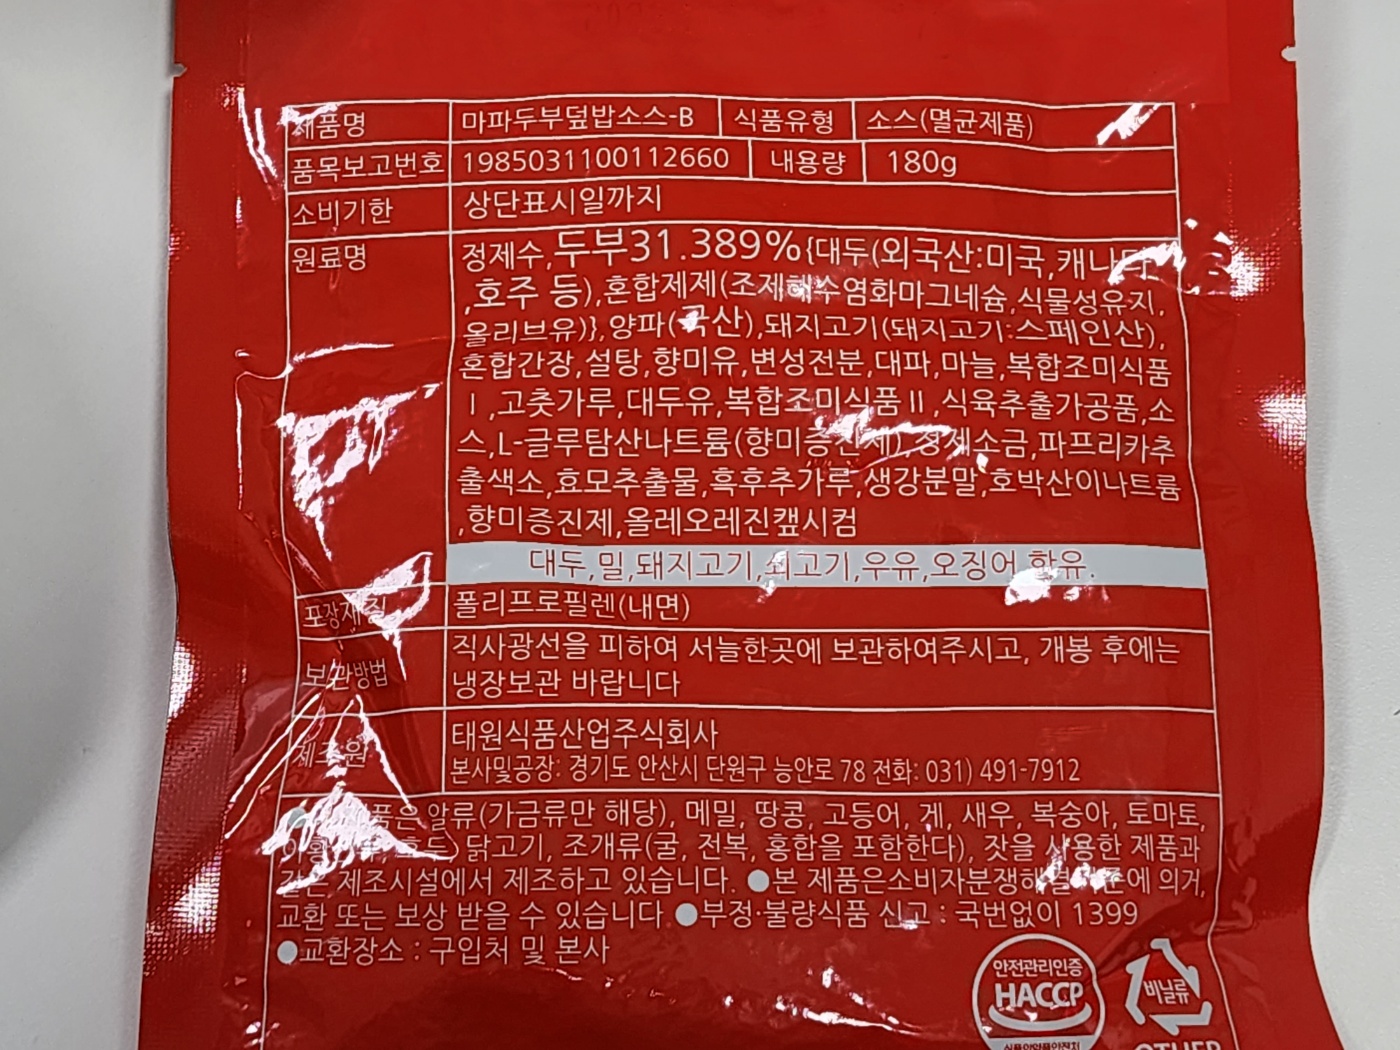 제품명 마파두부덮밥소스-B 식품유형 소스(멸균제품)
품목보고번호 1985031100112660 내용량 180g
소비기한 상단표시일까지
원료명 정제수,두부31.389%{대두(외국산:미국,캐나다
,호주 등),혼합제제(조제해수염화마그네슘,식물성유지,
올리브유)},양파(국산),돼지고기(돼지고기:스페인산),
혼합간장,설탕,향미유,변성전분,대파,마늘,복합조미식품
Ⅰ,고춧가루,대두유,복합조미식품Ⅱ,식육추출가공품,소
스,L-글루탐산나트륨(향미증진제),정제소금,파프리카추
출색소,효모추출물,흑후추가루,생강분말,호박산이나트륨
,향미증진제,올레오레진캪시컴
대두,밀,돼지고기,쇠고기,우유,오징어 함유.
포장재질 폴리프로필렌(내면)
보관방법 직사광선을 피하여 서늘한곳에 보관하여주시고, 개봉 후에는
냉장보관 바랍니다
제조원 태원식품산업주식회사
본사및공장: 경기도 안산시 단원구 능안로 78 전화: 031) 491-7912
알류(가금류만 해당), 메밀, 땅콩, 고등어, 게, 새우, 복숭아, 토마토,
닭고기, 조개류(굴, 전복, 홍합을 포함한다), 잣을 사용한 제품과
같은 제조시설에서 제조하고 있습니다. ●본 제품은소비자분쟁해결기준에 의거,
교환 또는 보상 받을 수 있습니다 ●부정·불량식품 신고 : 국번없이 1399
●교환장소 : 구입처 및 본사
안전관리인증
HACCP
비닐류
OTHER